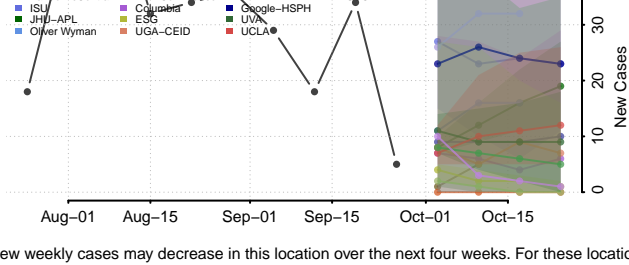 ISU Columbia Google−HSPH
JHU−APL ESG UVA
Oliver Wyman UGA−CEID UCLA
30
20
10
0
New Cases
Aug−01 Aug−15 Sep−01 Sep−15 Oct−01 Oct−15
ew weekly cases may decrease in this location over the next four weeks. For these locatio